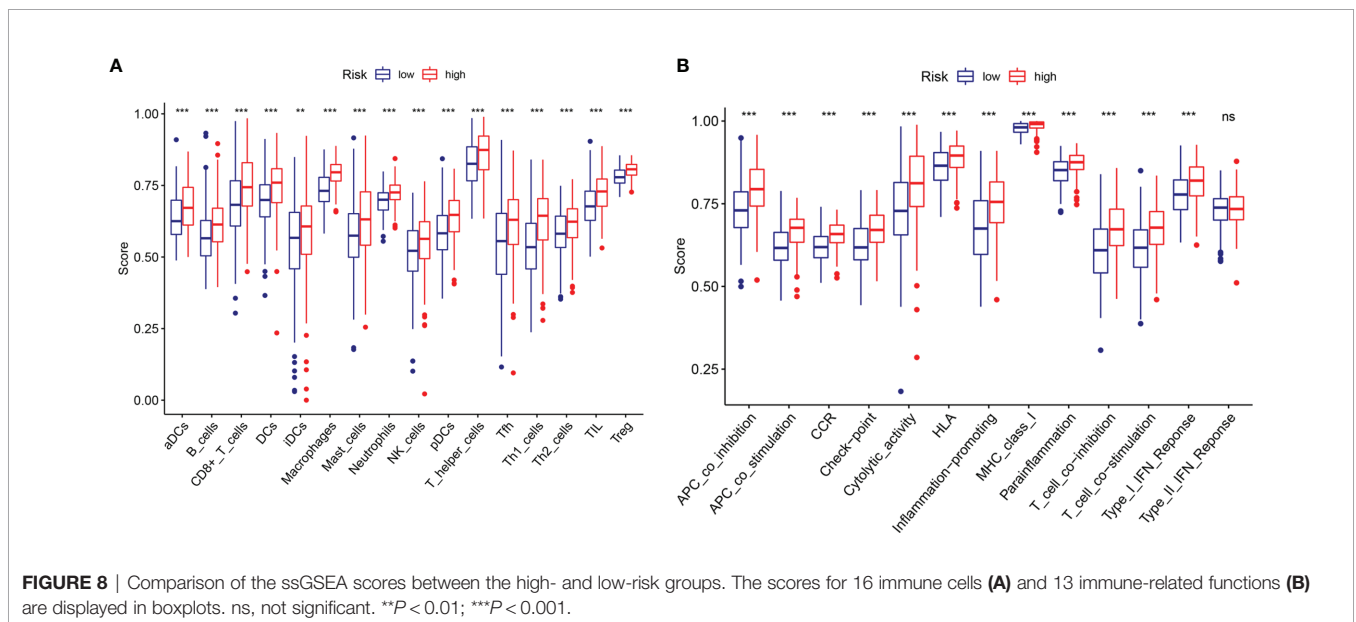 A
Risk low high
*** *** *** *** ** *** *** *** *** *** *** *** *** *** *** ***
1.00
0.75
0.50
0.25
0.00
Score
aDCs
B_cells
CD8+_T_cells
DCs
iDCs
Macrophages
Mast_cells
Neutrophils
NK_cells
pDCs
T_helper_cells
Tfh
Th1_cells
Th2_cells
TIL
Treg
B
Risk low high
*** *** *** *** *** *** *** *** *** *** *** *** ns
1.00
0.75
0.50
0.25
Score
APC_co_inhibition
APC_co_stimulation
CCR
Check-point
Cytolytic_activity
HLA
Inflammation-promoting
MHC_class_I
Parainflammation
T_cell_co-inhibition
T_cell_co-stimulation
Type_I_IFN_Reponse
Type_II_IFN_Reponse
FIGURE 8 | Comparison of the ssGSEA scores between the high- and low-risk groups. The scores for 16 immune cells (A) and 13 immune-related functions (B)
are displayed in boxplots. ns, not significant. **P < 0.01; ***P < 0.001.